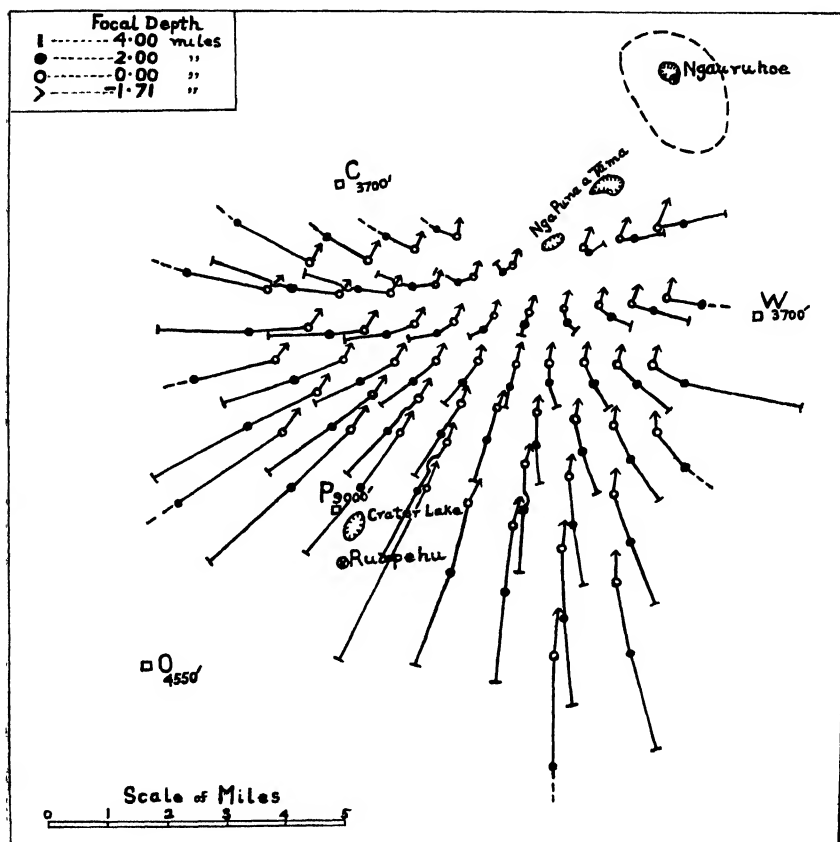 Focal Depth
ı ------- 4·00 miles
● ------- 2·00 "
o ------- 0·00 "
> ------- -1·71 "
Ngauruhoe
Nga Puna a Tama
C 3700'
W 3700'
P 9000'
Crater Lake
Ruapehu
O 4550'
Scale of Miles
0 1 2 3 4 5